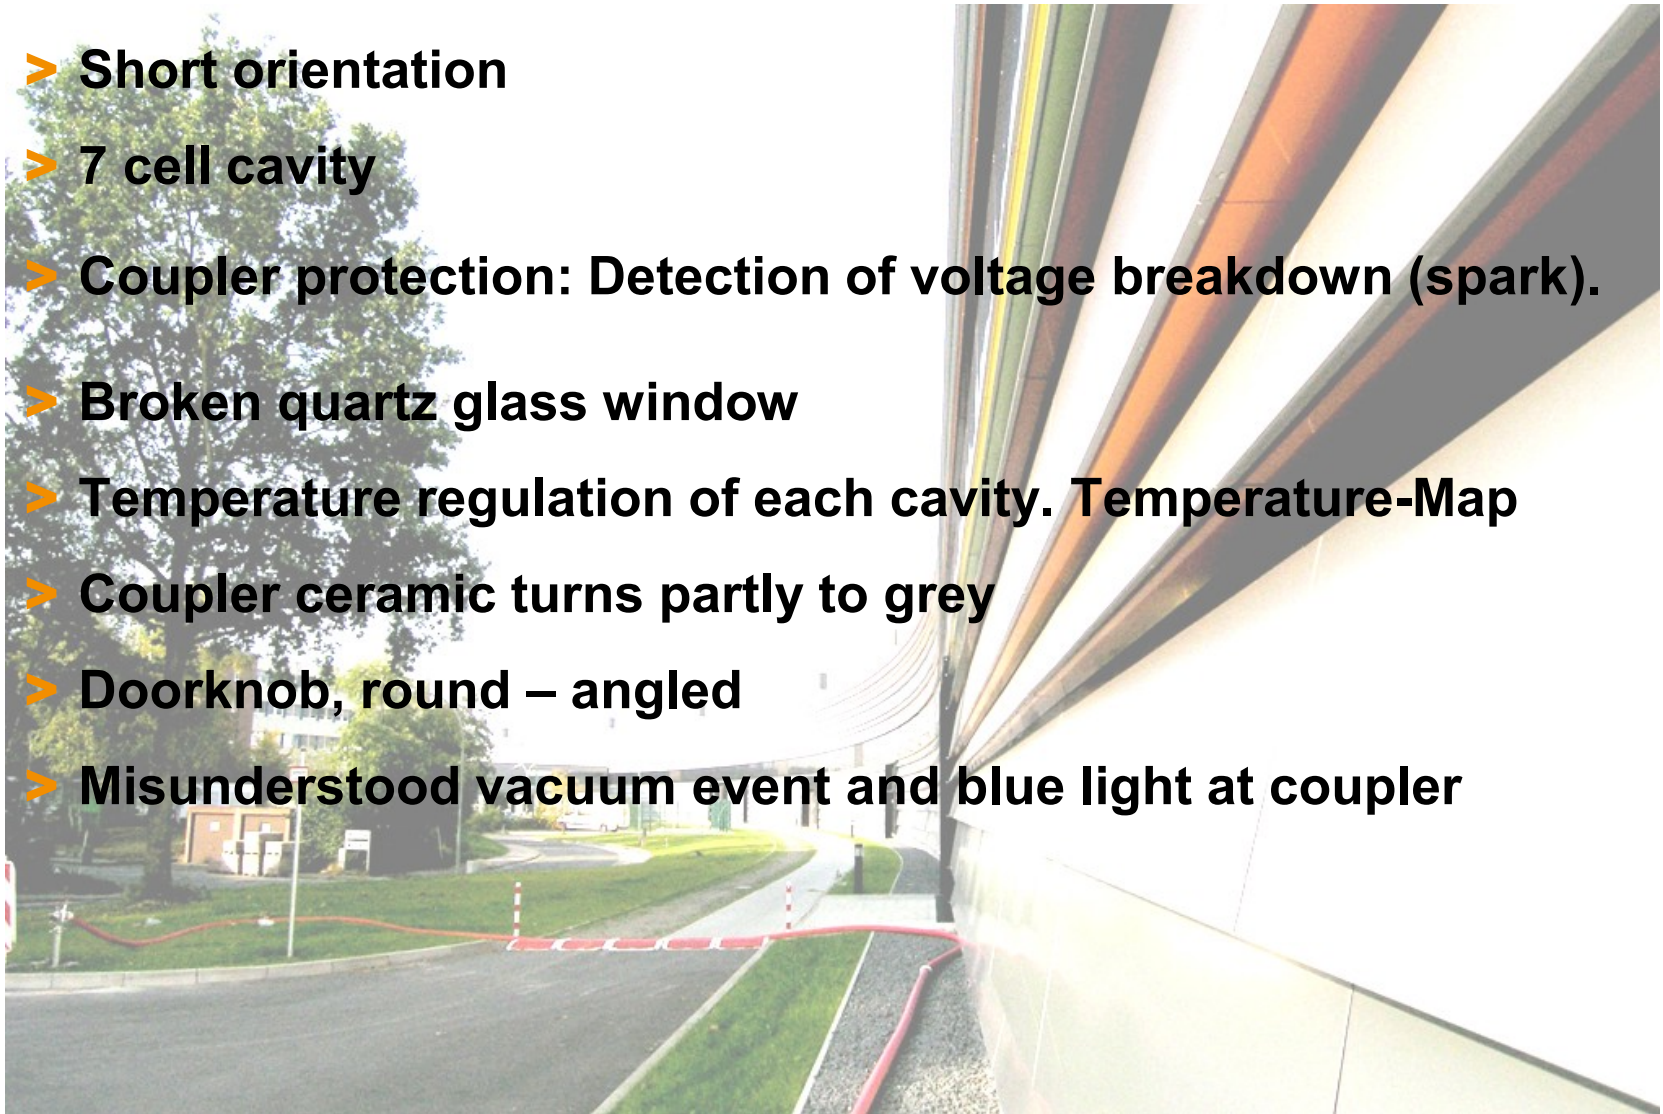 > Short orientation
> 7 cell cavity
> Coupler protection: Detection of voltage breakdown (spark).
> Broken quartz glass window
> Temperature regulation of each cavity. Temperature-Map
> Coupler ceramic turns partly to grey
> Doorknob, round – angled
> Misunderstood vacuum event and blue light at coupler